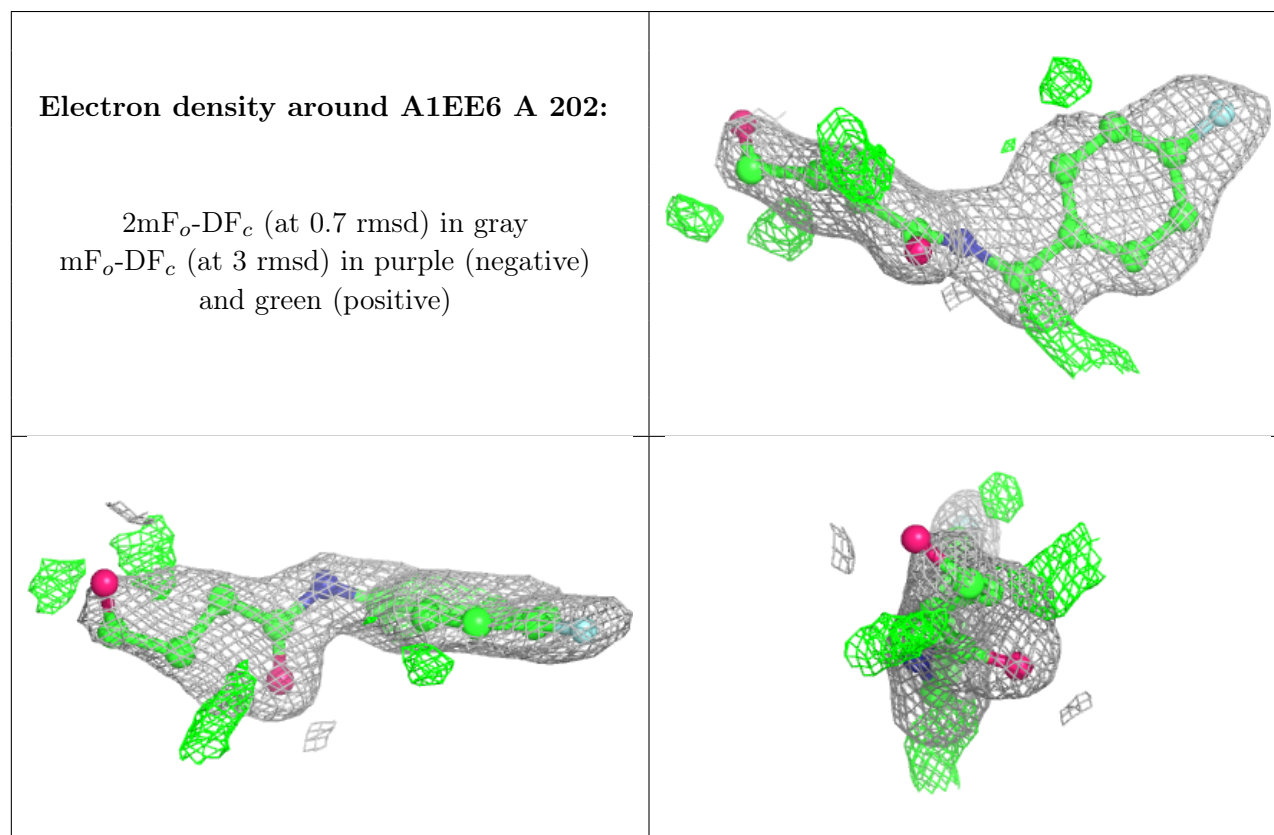 Electron density around A1EE6 A 202:
2mFo-DFc (at 0.7 rmsd) in gray
mFo-DFc (at 3 rmsd) in purple (negative)
and green (positive)